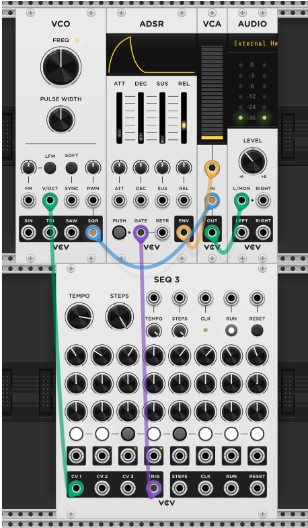 VCO
ADSR
VCA
AUDIO
FREQ
External He
PULSE WIDTH
ATT DEC SUS REL
LEVEL
LFM SOFT
FM V/OCT SYNC PWM
ATT DEC SUS REL
IN
L/MON RIGHT
SIN TRI SAW SQR
PUSH GATE RETR ENV
OUT
LEFT RIGHT
VCV
VCV
VCV
VCV
SEQ 3
TEMPO STEPS
TEMPO STEPS CLK RUN RESET
CV 1 CV 2 CV 3 TRIG STEPS CLK RUN RESET
VCV